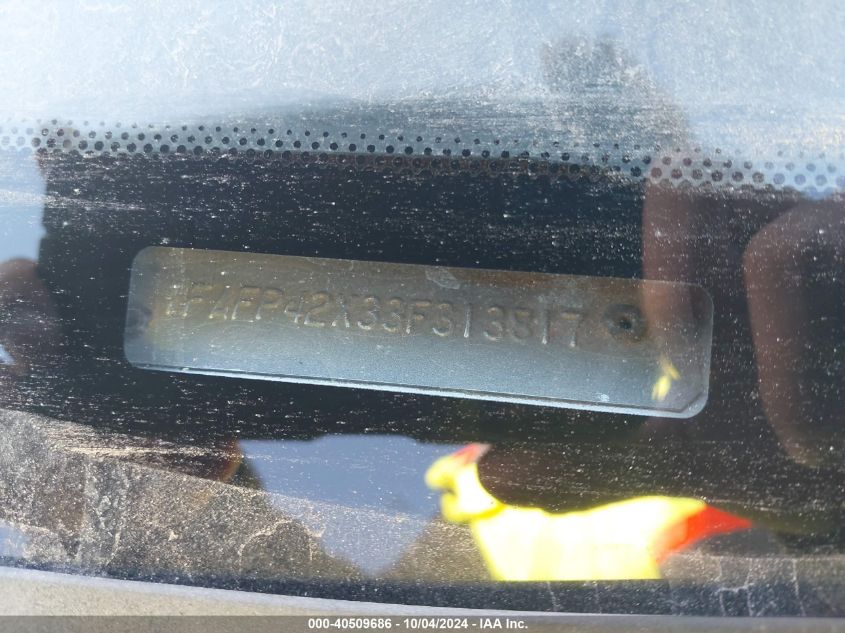 1FAFP42X33F313817
000-40509686 - 10/04/2024 - IAA Inc.